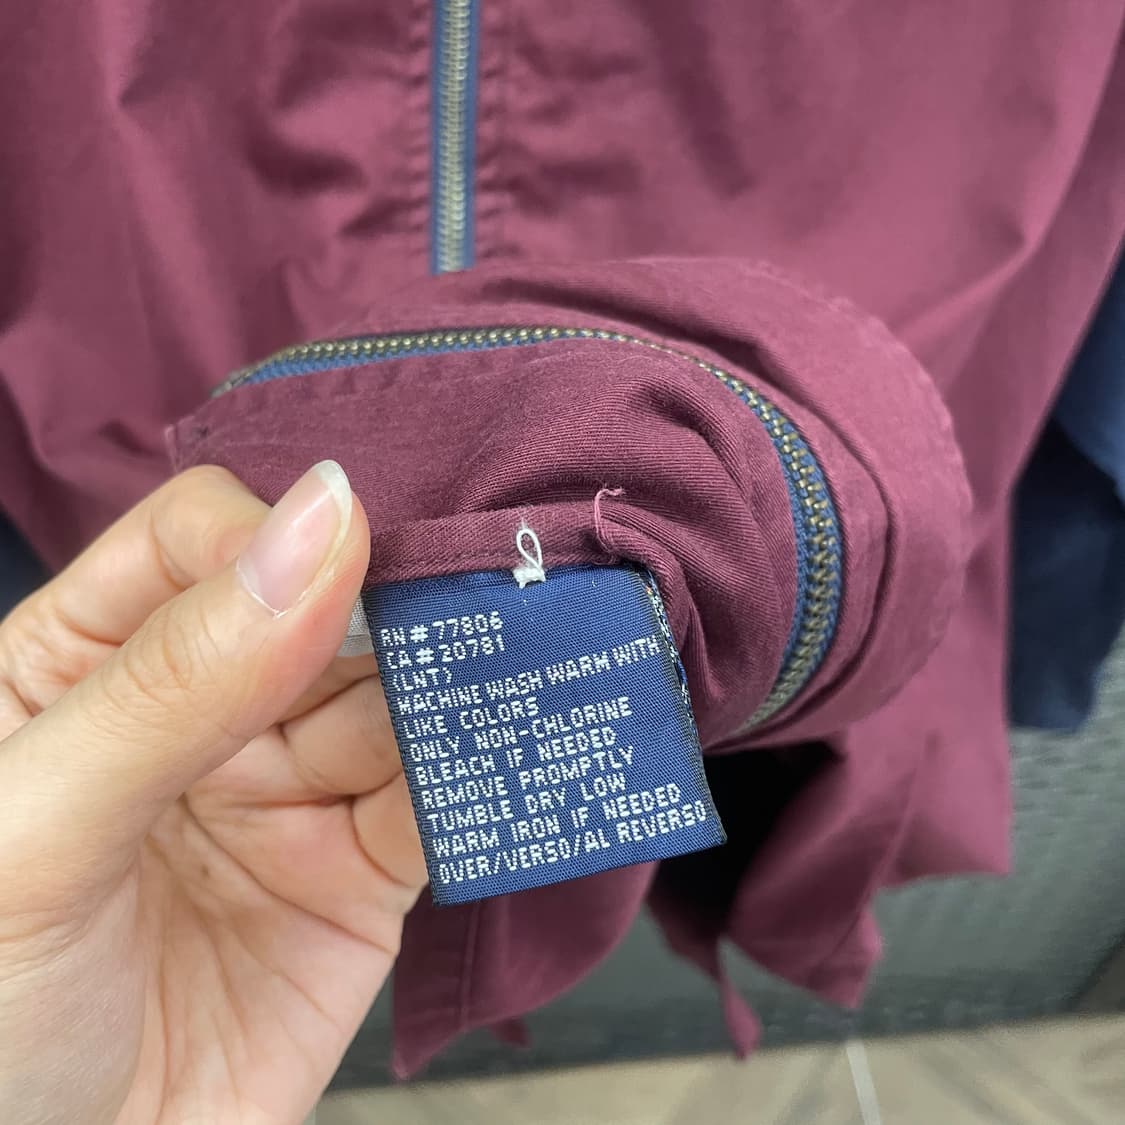 RN#77806
CA#20781
(LNT)
MACHINE WASH WARM WITH
LIKE COLORS
ONLY NON-CHLORINE
BLEACH IF NEEDED
REMOVE PROMPTLY
TUMBLE DRY LOW
WARM IRON IF NEEDED
OVER/VERSO/AL REVERSO